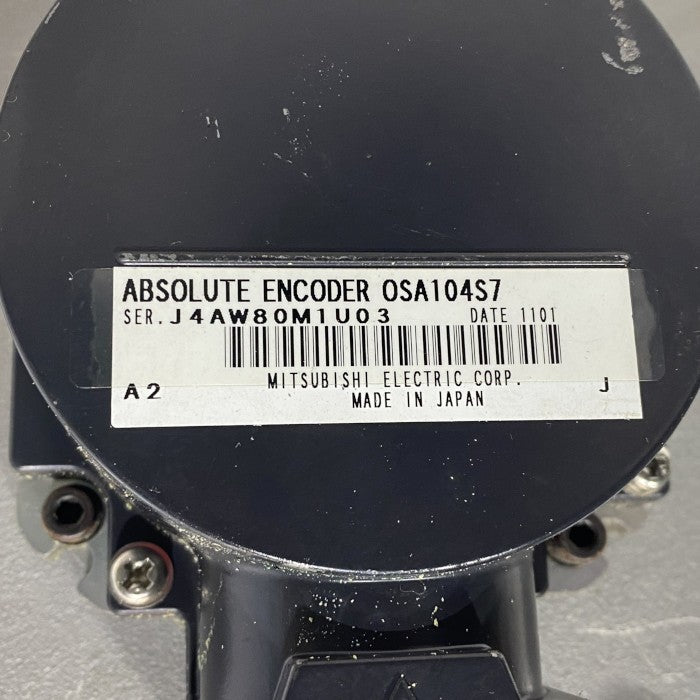 ABSOLUTE ENCODER OSA104S7
SER.J4AW80M1U03 DATE 1101
MITSUBISHI ELECTRIC CORP.
A2 MADE IN JAPAN J